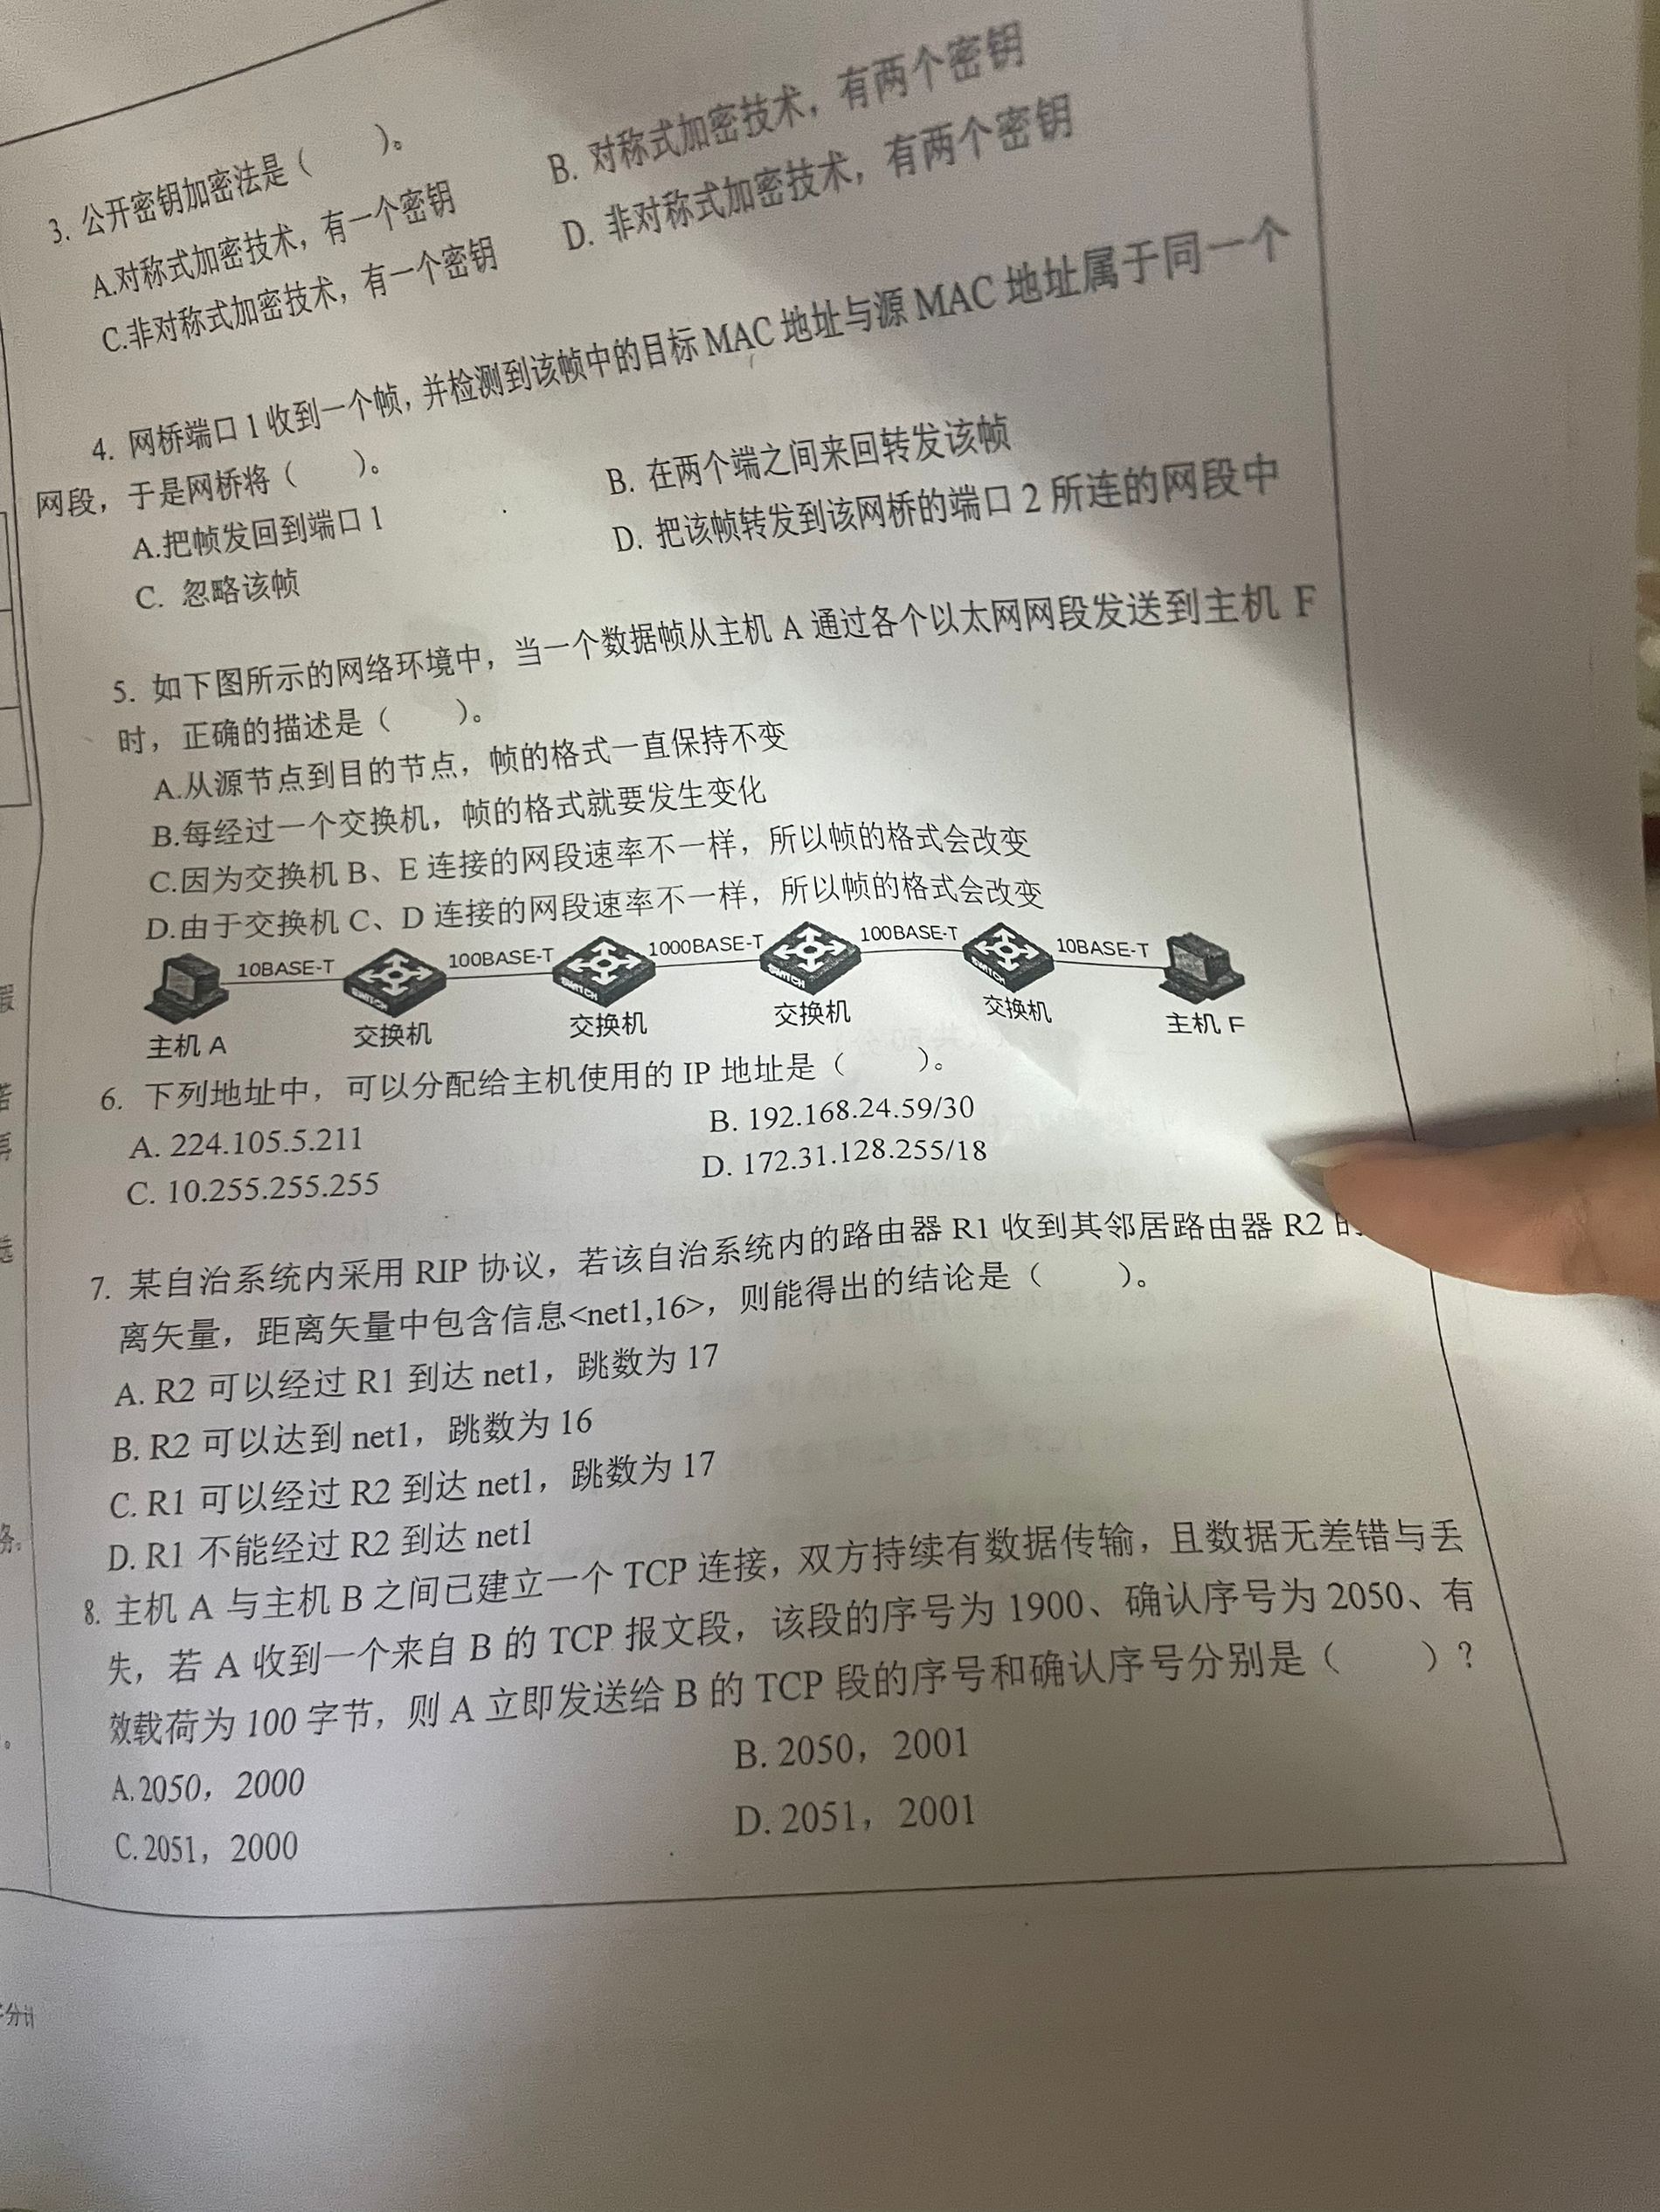 3. 公开密钥加密法是（　　）。
A.对称式加密技术，有一个密钥　B. 对称式加密技术，有两个密钥
C.非对称式加密技术，有一个密钥　D. 非对称式加密技术，有两个密钥
4. 网桥端口 1 收到一个帧，并检测到该帧中的目标 MAC 地址与源 MAC 地址属于同一个
网段，于是网桥将（　　）。
A.把帧发回到端口 1　B. 在两个端之间来回转发该帧
C. 忽略该帧　D. 把该帧转发到该网桥的端口 2 所连的网段中
5. 如下图所示的网络环境中，当一个数据帧从主机 A 通过各个以太网网段发送到主机 F
时，正确的描述是（　　）。
A.从源节点到目的节点，帧的格式一直保持不变
B.每经过一个交换机，帧的格式就要发生变化
C.因为交换机 B、E 连接的网段速率不一样，所以帧的格式会改变
D.由于交换机 C、D 连接的网段速率不一样，所以帧的格式会改变
10BASE-T　100BASE-T　1000BASE-T　100BASE-T　10BASE-T
SWITCH　SWITCH　SWITCH　SWITCH
主机 A　交换机　交换机　交换机　交换机　主机 F
6. 下列地址中，可以分配给主机使用的 IP 地址是（　　）。
A. 224.105.5.211　B. 192.168.24.59/30
C. 10.255.255.255　D. 172.31.128.255/18
7. 某自治系统内采用 RIP 协议，若该自治系统内的路由器 R1 收到其邻居路由器 R2 的
离矢量，距离矢量中包含信息<net1,16>，则能得出的结论是（　　）。
A. R2 可以经过 R1 到达 net1，跳数为 17
B. R2 可以达到 net1，跳数为 16
C. R1 可以经过 R2 到达 net1，跳数为 17
D. R1 不能经过 R2 到达 net1
8. 主机 A 与主机 B 之间已建立一个 TCP 连接，双方持续有数据传输，且数据无差错与丢
失，若 A 收到一个来自 B 的 TCP 报文段，该段的序号为 1900、确认序号为 2050、有
效载荷为 100 字节，则 A 立即发送给 B 的 TCP 段的序号和确认序号分别是（　　）？
A. 2050，2000　B. 2050，2001
C. 2051，2000　D. 2051，2001
分计